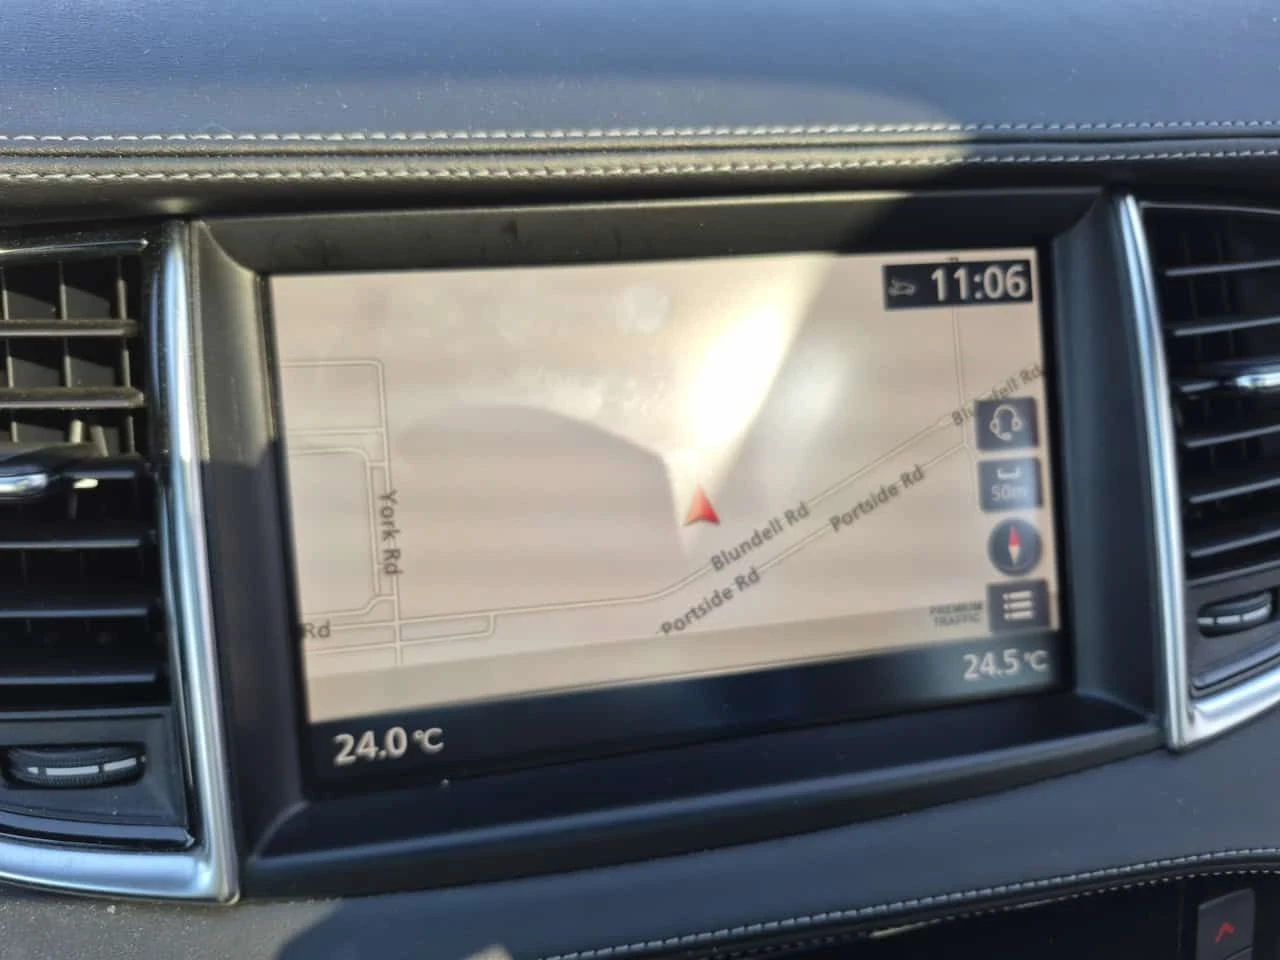 11:06
Blundell Rd
50m
York Rd
Blundell Rd
Portside Rd
Portside Rd
Rd
PREMIUM
TRAFFIC
24.0 °C
24.5 °C